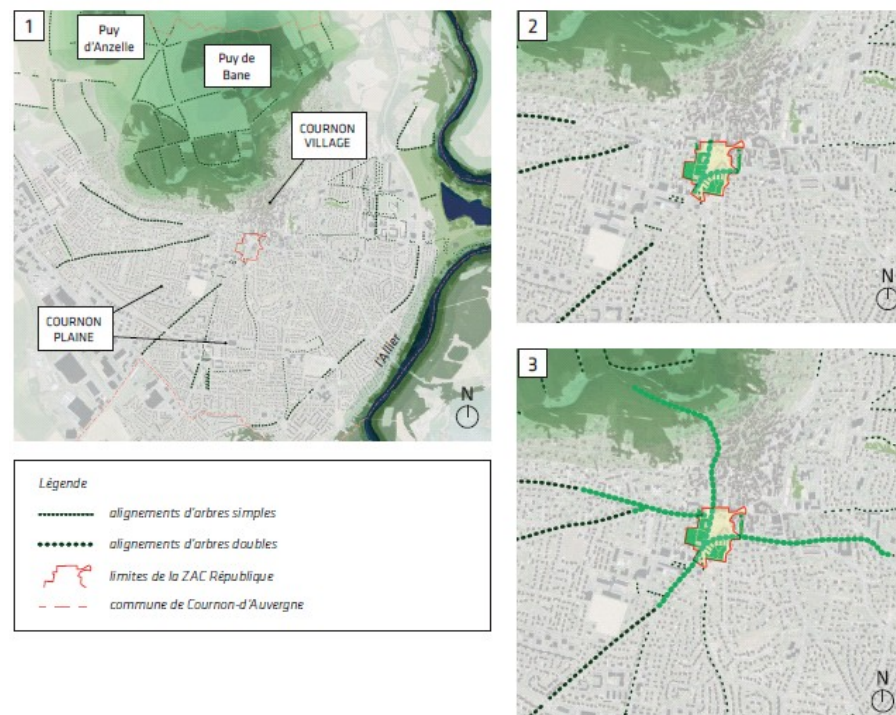 1
Puy
d'Anzelle
Puy de
Bane
COURNON
VILLAGE
COURNON
PLAINE
l'Allier
N
Légende
alignements d'arbres simples
alignements d'arbres doubles
limites de la ZAC République
commune de Cournon-d'Auvergne
2
N
3
N